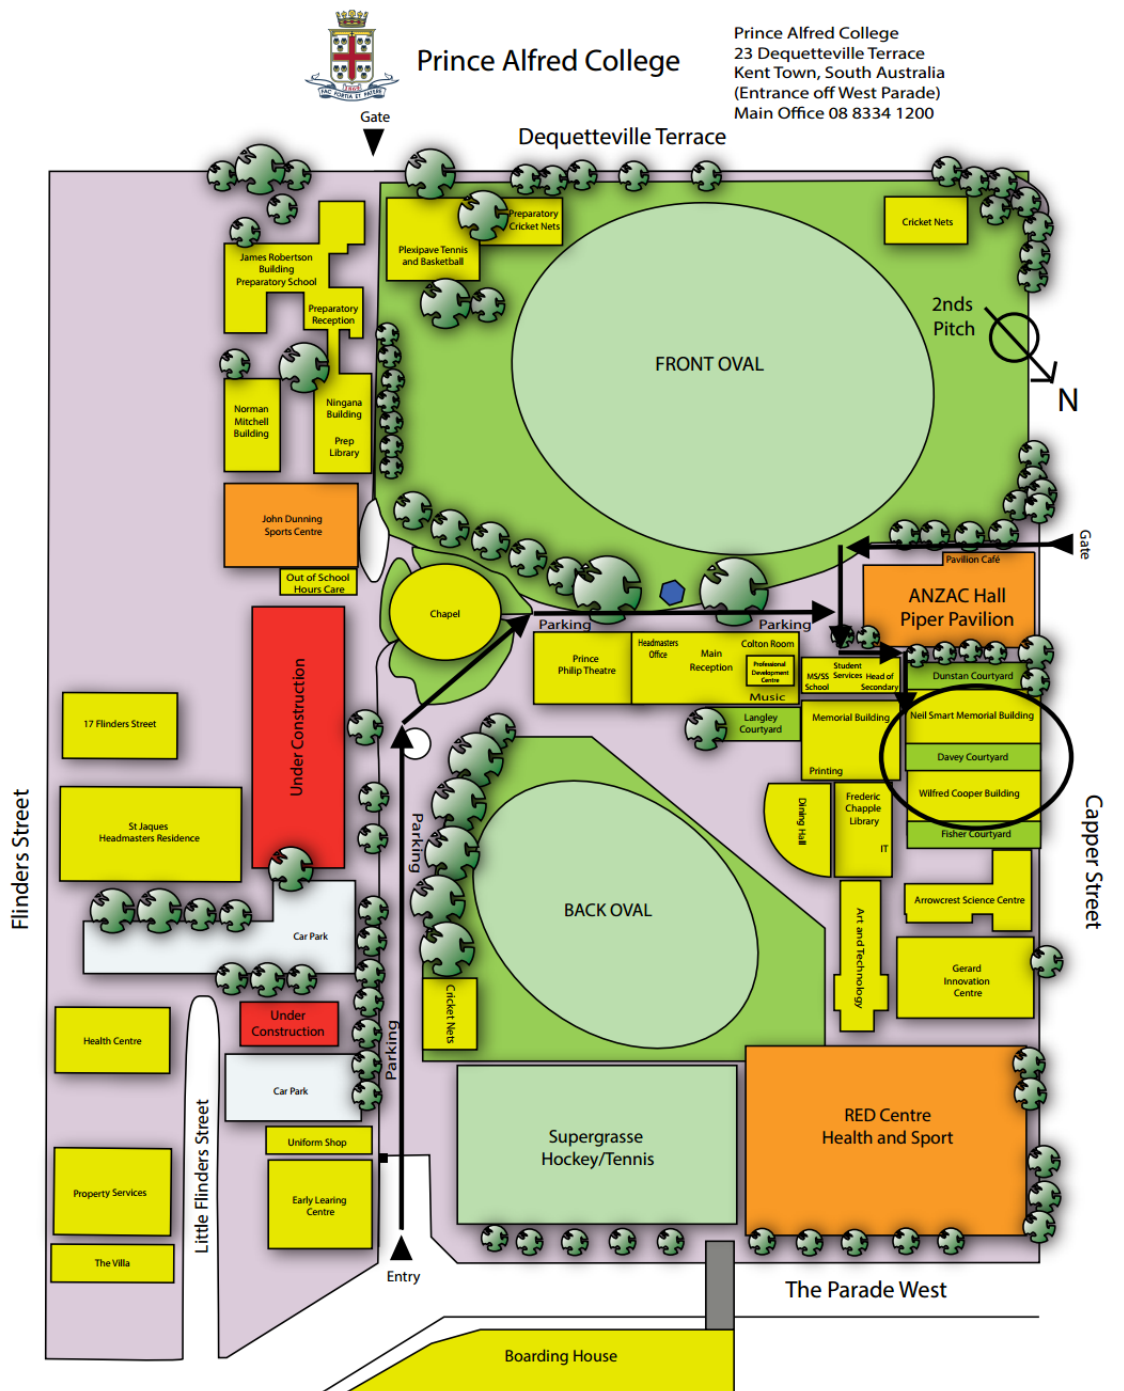 Prince Alfred College
Prince Alfred College
23 Dequetteville Terrace
Kent Town, South Australia
(Entrance off West Parade)
Main Office 08 8334 1200
FAC FORTIA ET PATERE
Gate
Dequetteville Terrace
Preparatory
Cricket Nets
Plexipave Tennis
and Basketball
Cricket Nets
James Robertson
Building
Preparatory School
Preparatory
Reception
2nds
Pitch
N
FRONT OVAL
Norman
Mitchell
Building
Ningana
Building
Prep
Library
John Dunning
Sports Centre
Out of School
Hours Care
Gate
Pavilion Café
ANZAC Hall
Piper Pavilion
Chapel
Parking
Parking
Prince
Philip Theatre
Headmasters
Office
Main
Reception
Colton Room
Professional
Development
Centre
Music
Student
Services
MS/SS
School
Head of
Secondary
Dunstan Courtyard
Under Construction
17 Flinders Street
Langley
Courtyard
Memorial Building
Printing
Neil Smart Memorial Building
Davey Courtyard
Wilfred Cooper Building
Fisher Courtyard
St Jaques
Headmasters Residence
Parking
Dining Hall
Frederic
Chapple
Library
IT
Flinders Street
Capper Street
BACK OVAL
Arrowcrest Science Centre
Car Park
Art and Technology
Gerard
Innovation
Centre
Cricket Nets
Under
Construction
Health Centre
Parking
Car Park
Little Flinders Street
Supergrasse
Hockey/Tennis
RED Centre
Health and Sport
Uniform Shop
Property Services
Early Learing
Centre
The Villa
Entry
The Parade West
Boarding House